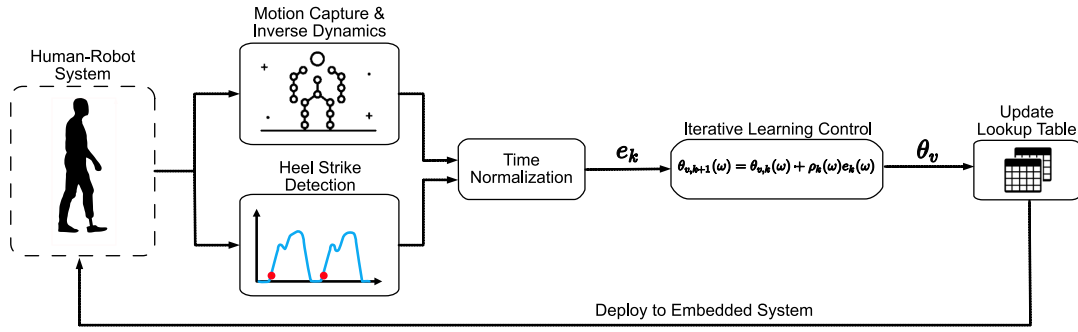 Human-Robot
System
Motion Capture &
Inverse Dynamics
Heel Strike
Detection
Time
Normalization
e_k
Iterative Learning Control
θ_{v,k+1}(ω) = θ_{v,k}(ω) + ρ_k(ω)e_k(ω)
θ_v
Update
Lookup Table
Deploy to Embedded System